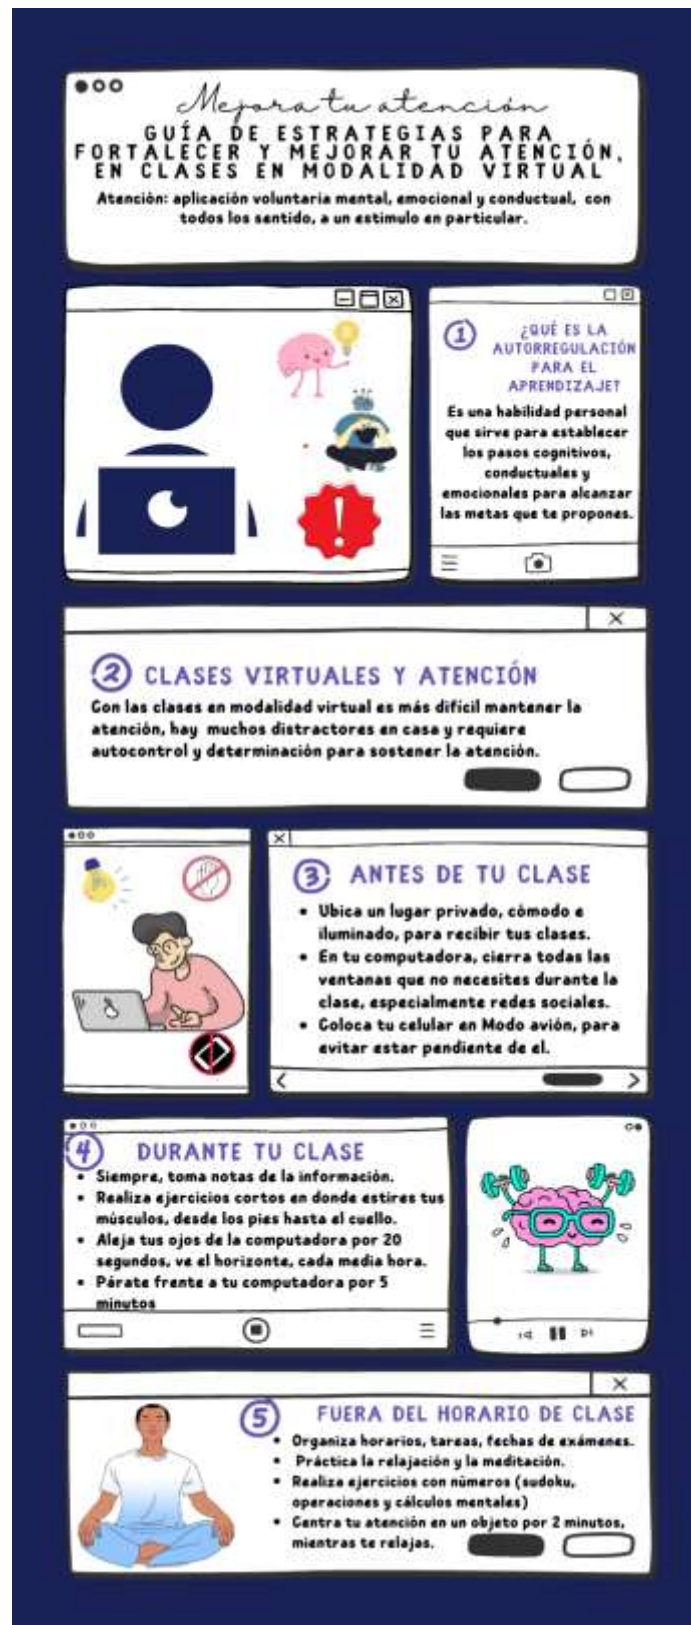 Mejora tu atención
GUÍA DE ESTRATEGIAS PARA
FORTALECER Y MEJORAR TU ATENCIÓN,
EN CLASES EN MODALIDAD VIRTUAL
Atención: aplicación voluntaria mental, emocional y conductual, con
todos los sentido, a un estimulo en particular.
1
¿QUÉ ES LA
AUTORREGULACIÓN
PARA EL
APRENDIZAJE?
Es una habilidad personal
que sirve para establecer
los pasos cognitivos,
conductuales y
emocionales para alcanzar
las metas que te propones.
2 CLASES VIRTUALES Y ATENCIÓN
Con las clases en modalidad virtual es más difícil mantener la
atención, hay muchos distractores en casa y requiere
autocontrol y determinación para sostener la atención.
3 ANTES DE TU CLASE
• Ubica un lugar privado, cómodo e
iluminado, para recibir tus clases.
• En tu computadora, cierra todas las
ventanas que no necesites durante la
clase, especialmente redes sociales.
• Coloca tu celular en Modo avión, para
evitar estar pendiente de el.
4 DURANTE TU CLASE
• Siempre, toma notas de la información.
• Realiza ejercicios cortos en donde estires tus
músculos, desde los pies hasta el cuello.
• Aleja tus ojos de la computadora por 20
segundos, ve el horizonte, cada media hora.
• Párate frente a tu computadora por 5
minutos
5 FUERA DEL HORARIO DE CLASE
• Organiza horarios, tareas, fechas de exámenes.
• Práctica la relajación y la meditación.
• Realiza ejercicios con números (sudoku,
operaciones y cálculos mentales)
• Centra tu atención en un objeto por 2 minutos,
mientras te relajas.